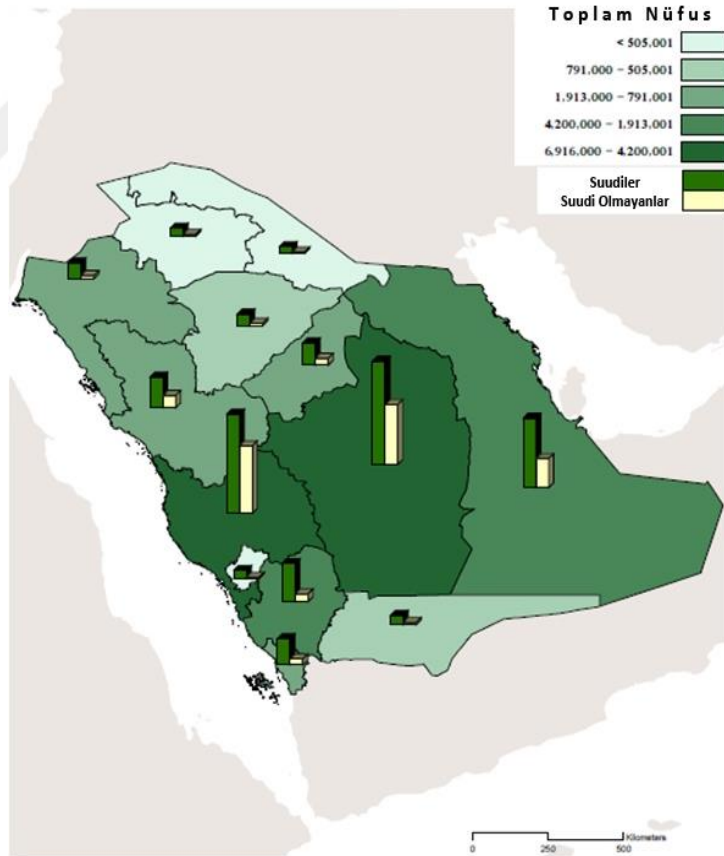 Toplam Nüfus
< 505.001
791.000 – 505.001
1.913.000 – 791.001
4.200.000 – 1.913.001
6.916.000 – 4.200.001
Suudiler
Suudi Olmayanlar
Kilometers
0 250 500